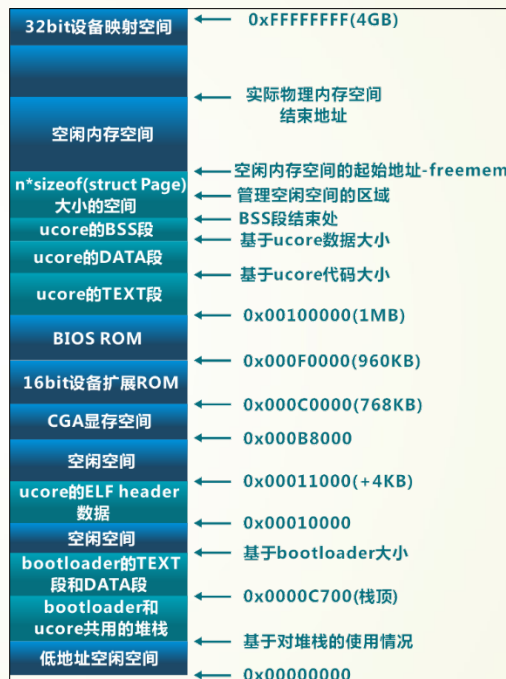 32bit设备映射空间
0xFFFFFFFF(4GB)
实际物理内存空间
结束地址
空闲内存空间
空闲内存空间的起始地址-freemem
n*sizeof(struct Page)
大小的空间
管理空闲空间的区域
BSS段结束处
ucore的BSS段
基于ucore数据大小
ucore的DATA段
基于ucore代码大小
ucore的TEXT段
0x00100000(1MB)
BIOS ROM
0x000F0000(960KB)
16bit设备扩展ROM
0x000C0000(768KB)
CGA显存空间
0x000B8000
空闲空间
0x00011000(+4KB)
ucore的ELF header
数据
0x00010000
空闲空间
基于bootloader大小
bootloader的TEXT
段和DATA段
0x0000C700(栈顶)
bootloader和
ucore共用的堆栈
基于对堆栈的使用情况
低地址空闲空间
0x00000000